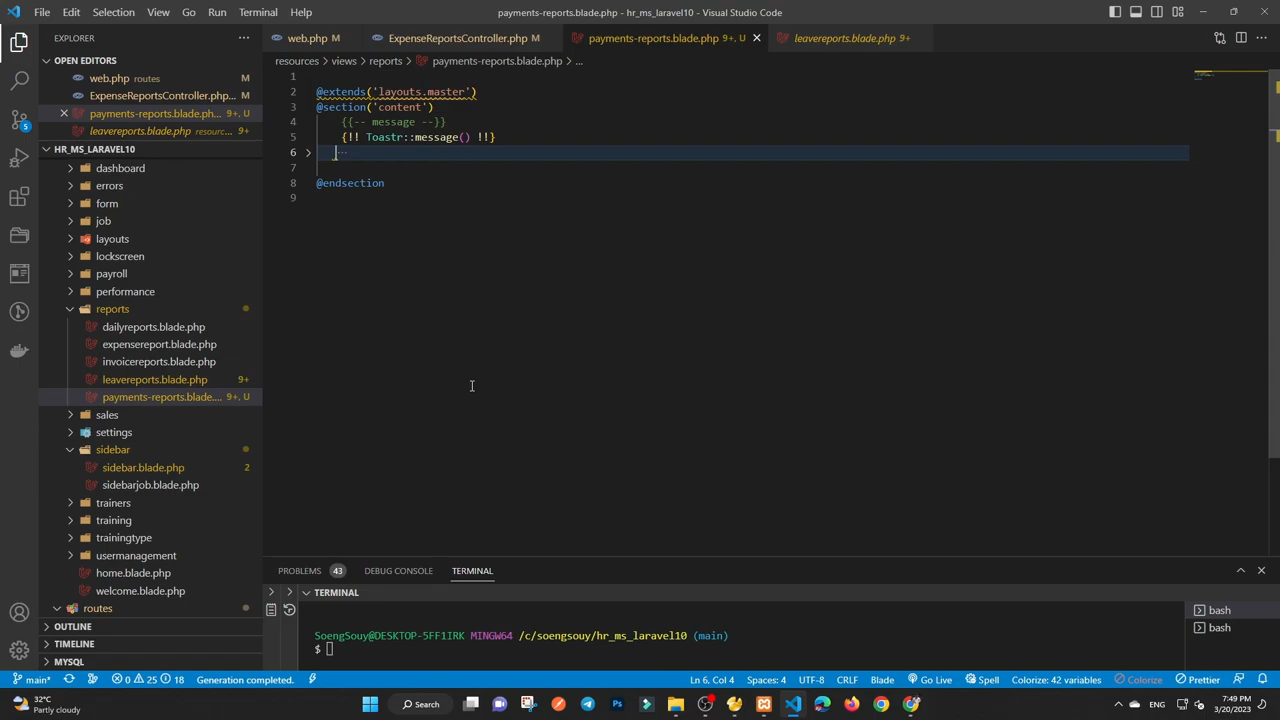 File Edit Selection View Go Run Terminal Help
payments-reports.blade.php - hr_ms_laravel10 - Visual Studio Code
EXPLORER
web.php M
ExpenseReportsController.php M
payments-reports.blade.php 9+, U
leavereports.blade.php 9+
resources > views > reports > payments-reports.blade.php > ...
OPEN EDITORS
web.php routes M
ExpenseReportsController.php... M
payments-reports.blade.ph... 9+, U
leavereports.blade.php resourc... 9+
HR_MS_LARAVEL10
dashboard
errors
form
job
layouts
lockscreen
payroll
performance
reports
dailyreports.blade.php
expensereport.blade.php
invoicereports.blade.php
leavereports.blade.php 9+
payments-reports.blade.... 9+, U
sales
settings
sidebar
sidebar.blade.php 2
sidebarjob.blade.php
trainers
training
trainingtype
usermanagement
home.blade.php
welcome.blade.php
routes
OUTLINE
TIMELINE
MYSQL
1
2 @extends('layouts.master')
3 @section('content')
4 {{-- message --}}
5 {!! Toastr::message() !!}
6 ...
7
8 @endsection
9
PROBLEMS 43 DEBUG CONSOLE TERMINAL
TERMINAL
SoengSouy@DESKTOP-5FF1IRK MINGW64 /c/soengsouy/hr_ms_laravel10 (main)
$
bash
bash
main* 0 25 18 Generation completed. Ln 6, Col 4 Spaces: 4 UTF-8 CRLF Blade Go Live Spell Colorize: 42 variables Colorize Prettier
5
32°C
Partly cloudy
Search
ENG
7:49 PM
3/20/2023